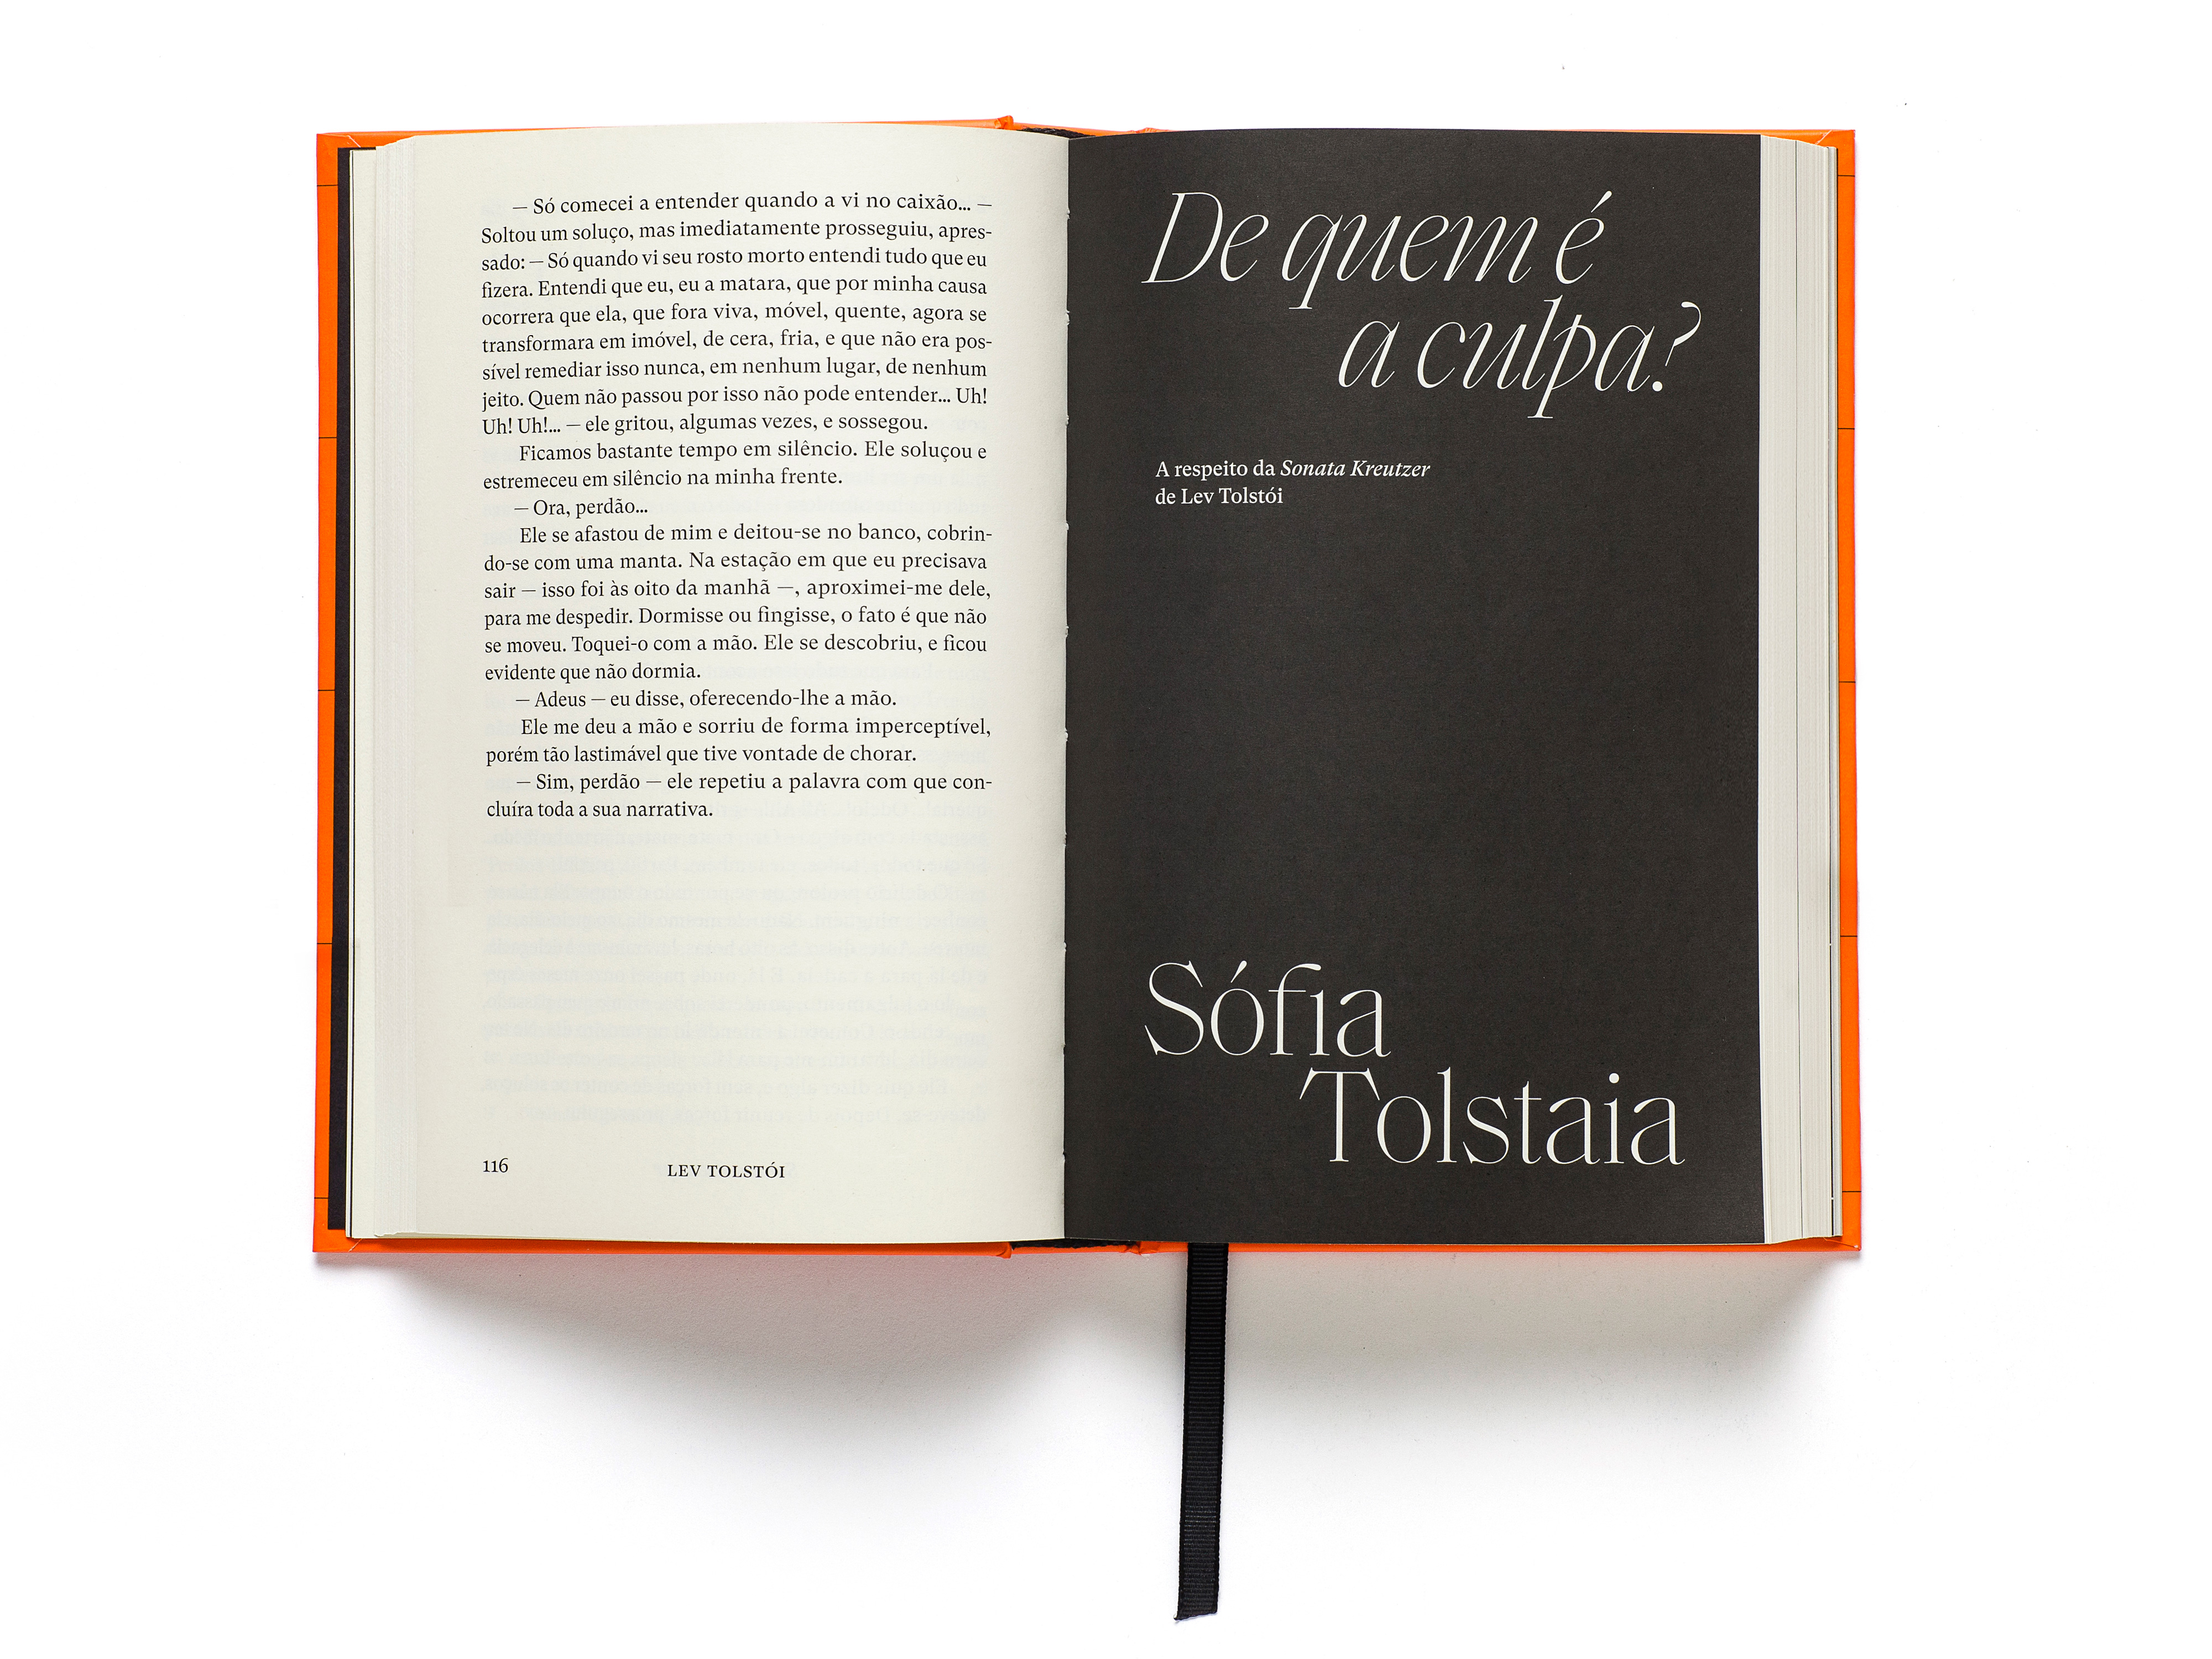 — Só comecei a entender quando a vi no caixão... —
Soltou um soluço, mas imediatamente prosseguiu, apres-
sado: — Só quando vi seu rosto morto entendi tudo que eu
fizera. Entendi que eu, eu a matara, que por minha causa
ocorrera que ela, que fora viva, móvel, quente, agora se
transformara em imóvel, de cera, fria, e que não era pos-
sível remediar isso nunca, em nenhum lugar, de nenhum
jeito. Quem não passou por isso não pode entender... Uh!
Uh! Uh!... — ele gritou, algumas vezes, e sossegou.
Ficamos bastante tempo em silêncio. Ele soluçou e
estremeceu em silêncio na minha frente.
— Ora, perdão...
Ele se afastou de mim e deitou-se no banco, cobrin-
do-se com uma manta. Na estação em que eu precisava
sair — isso foi às oito da manhã —, aproximei-me dele,
para me despedir. Dormisse ou fingisse, o fato é que não
se moveu. Toquei-o com a mão. Ele se descobriu, e ficou
evidente que não dormia.
— Adeus — eu disse, oferecendo-lhe a mão.
Ele me deu a mão e sorriu de forma imperceptível,
porém tão lastimável que tive vontade de chorar.
— Sim, perdão — ele repetiu a palavra com que con-
cluíra toda a sua narrativa.
116 LEV TOLSTÓI
De quem é
a culpa?
A respeito da Sonata Kreutzer
de Lev Tolstói
Sófia
Tolstaia